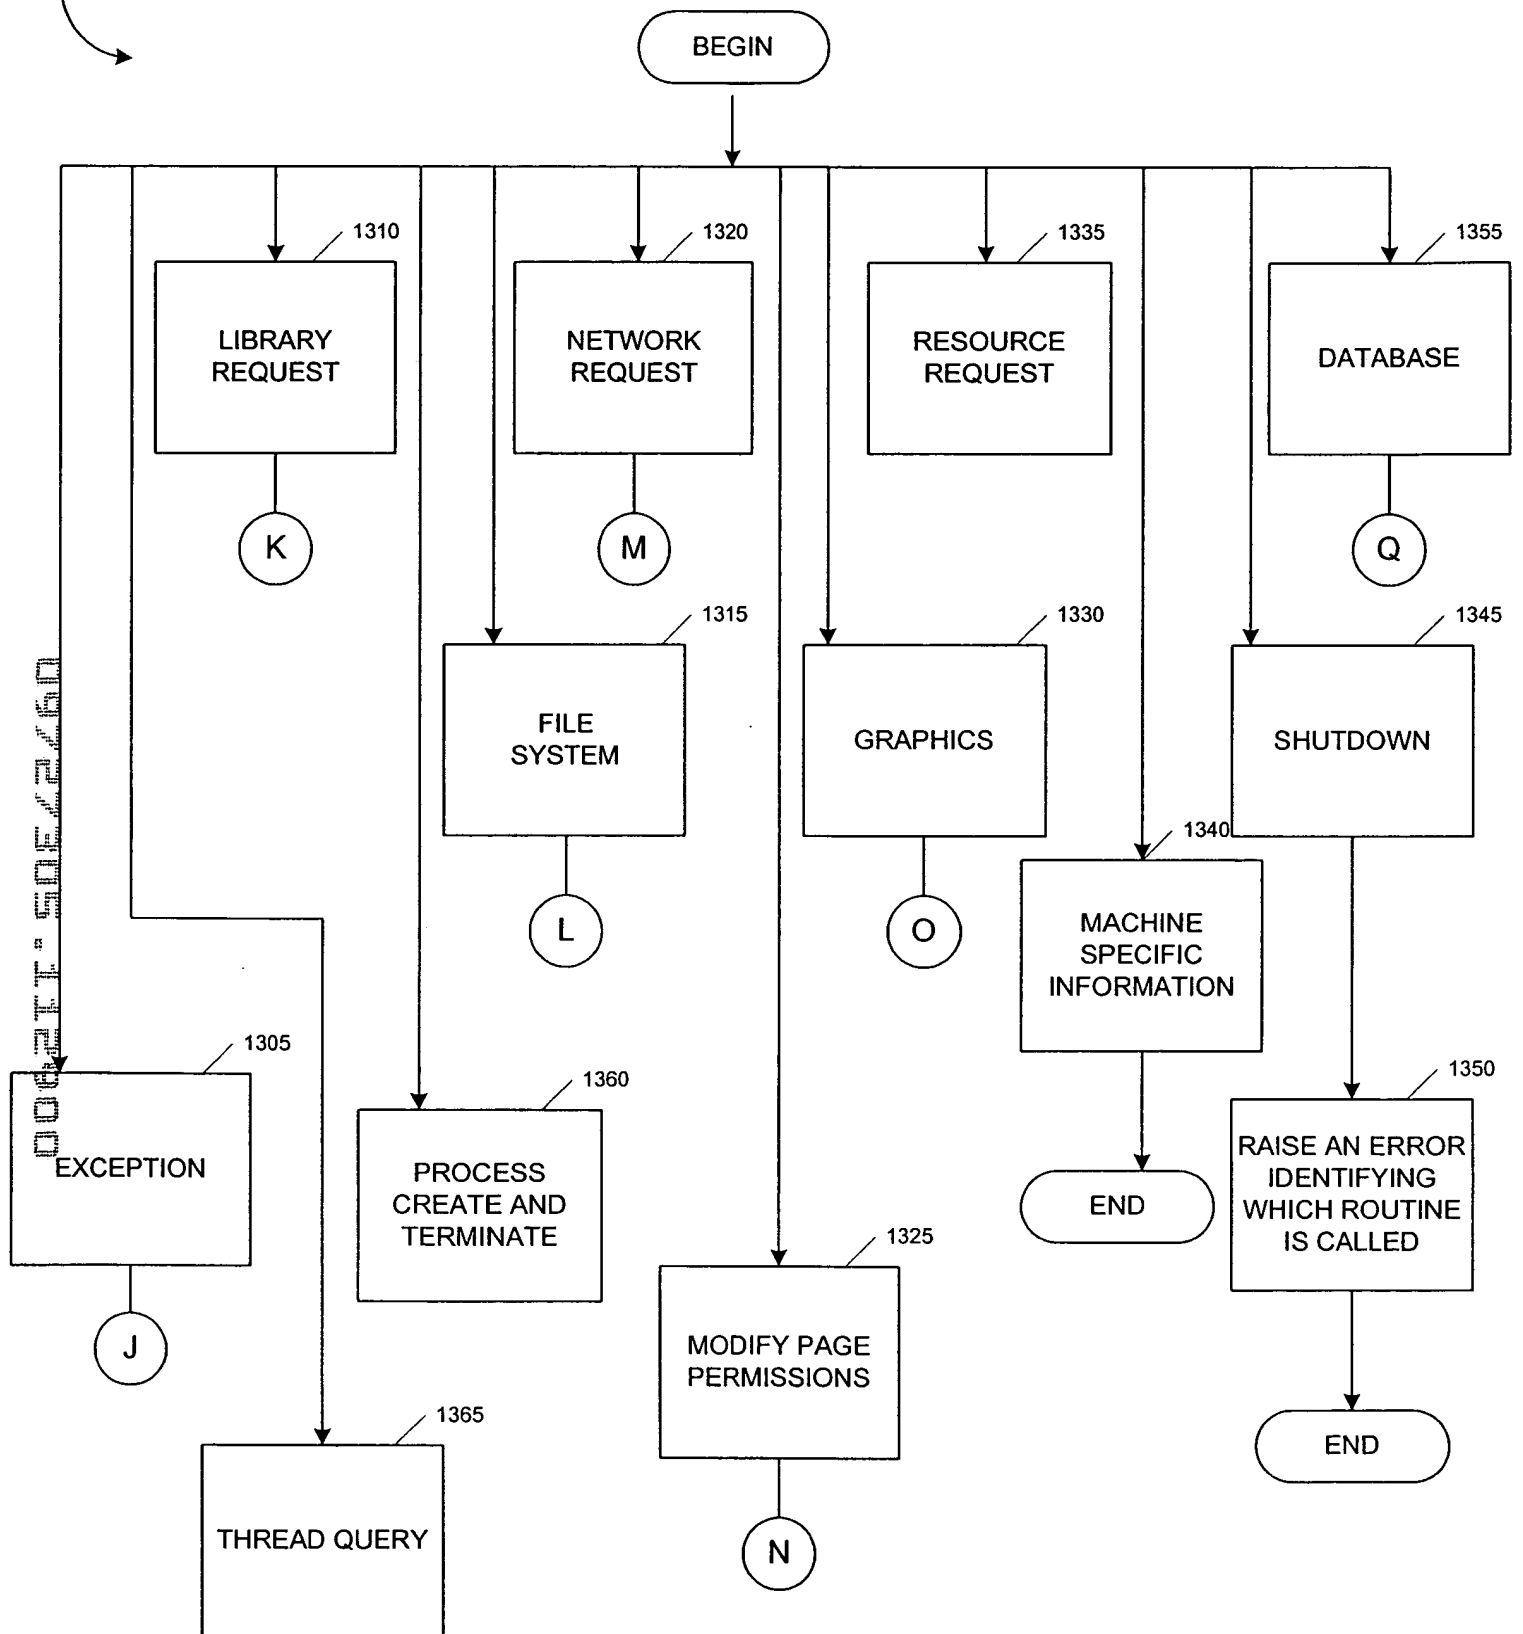 BEGIN
1310
LIBRARY
REQUEST
K
1320
NETWORK
REQUEST
M
1335
RESOURCE
REQUEST
1355
DATABASE
Q
1315
FILE
SYSTEM
L
1330
GRAPHICS
O
1345
SHUTDOWN
1340
MACHINE
SPECIFIC
INFORMATION
END
1305
EXCEPTION
J
1360
PROCESS
CREATE AND
TERMINATE
1350
RAISE AN ERROR
IDENTIFYING
WHICH ROUTINE
IS CALLED
END
1325
MODIFY PAGE
PERMISSIONS
N
1365
THREAD QUERY